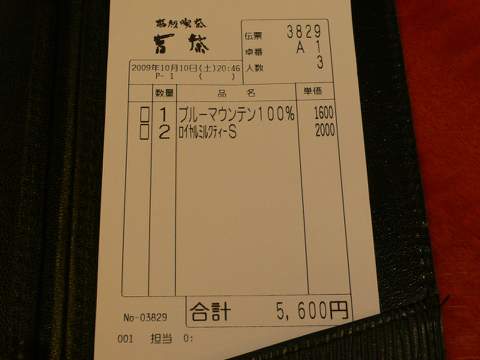 伝票 3829
卓番 A 1
人数 3
2009年10月10日(土)20:46
P- 1 ( )
数量 品名 単価
1 ブルーマウンテン100% 1600
2 ロイヤルミルクティーS 2000
合計 5,600円
No-03829
001 担当 0: